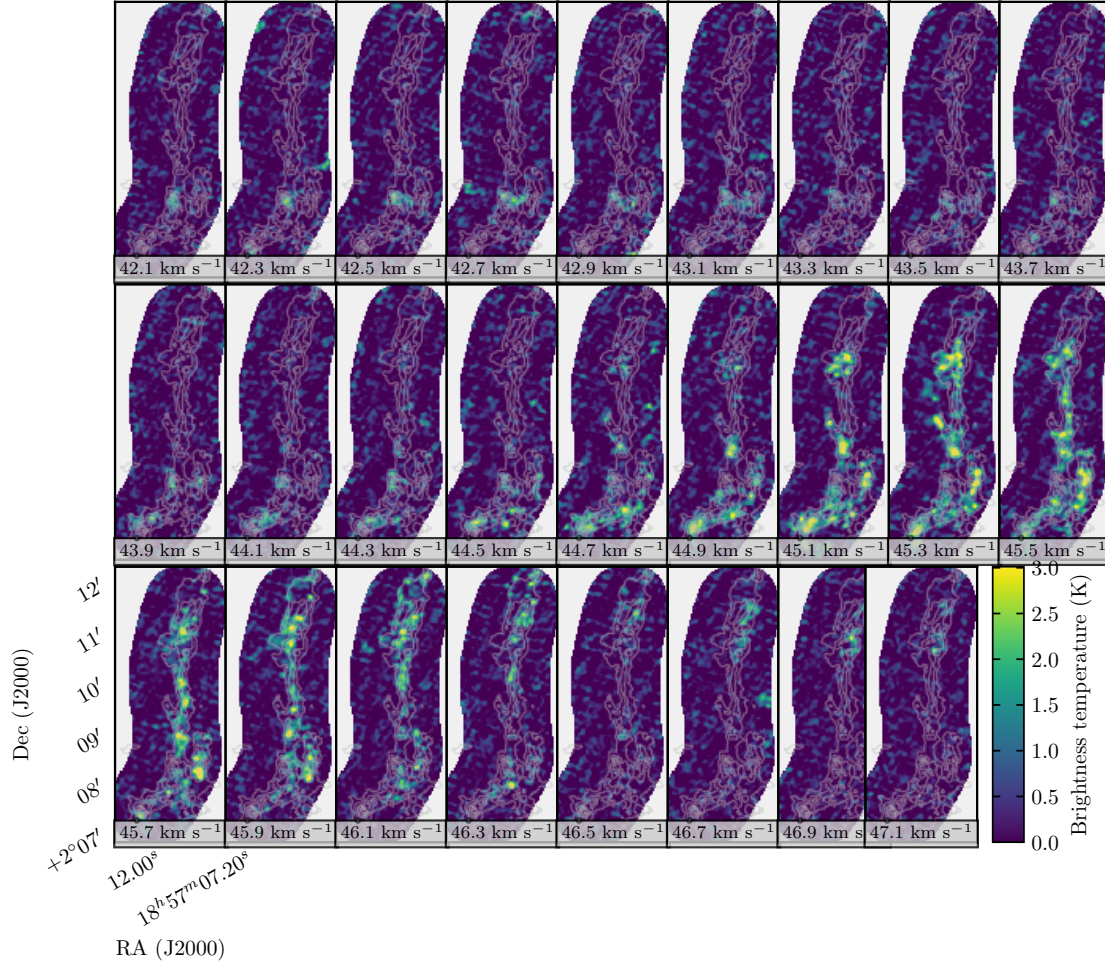 42.1 km s⁻¹ 42.3 km s⁻¹ 42.5 km s⁻¹ 42.7 km s⁻¹ 42.9 km s⁻¹ 43.1 km s⁻¹ 43.3 km s⁻¹ 43.5 km s⁻¹ 43.7 km s⁻¹
43.9 km s⁻¹ 44.1 km s⁻¹ 44.3 km s⁻¹ 44.5 km s⁻¹ 44.7 km s⁻¹ 44.9 km s⁻¹ 45.1 km s⁻¹ 45.3 km s⁻¹ 45.5 km s⁻¹
45.7 km s⁻¹ 45.9 km s⁻¹ 46.1 km s⁻¹ 46.3 km s⁻¹ 46.5 km s⁻¹ 46.7 km s⁻¹ 46.9 km s 47.1 km s⁻¹
12′
11′
10′
09′
08′
+2°07′
Dec (J2000)
12.00ˢ
18ʰ57ᵐ07.20ˢ
RA (J2000)
3.0
2.5
2.0
1.5
1.0
0.5
0.0
Brightness temperature (K)